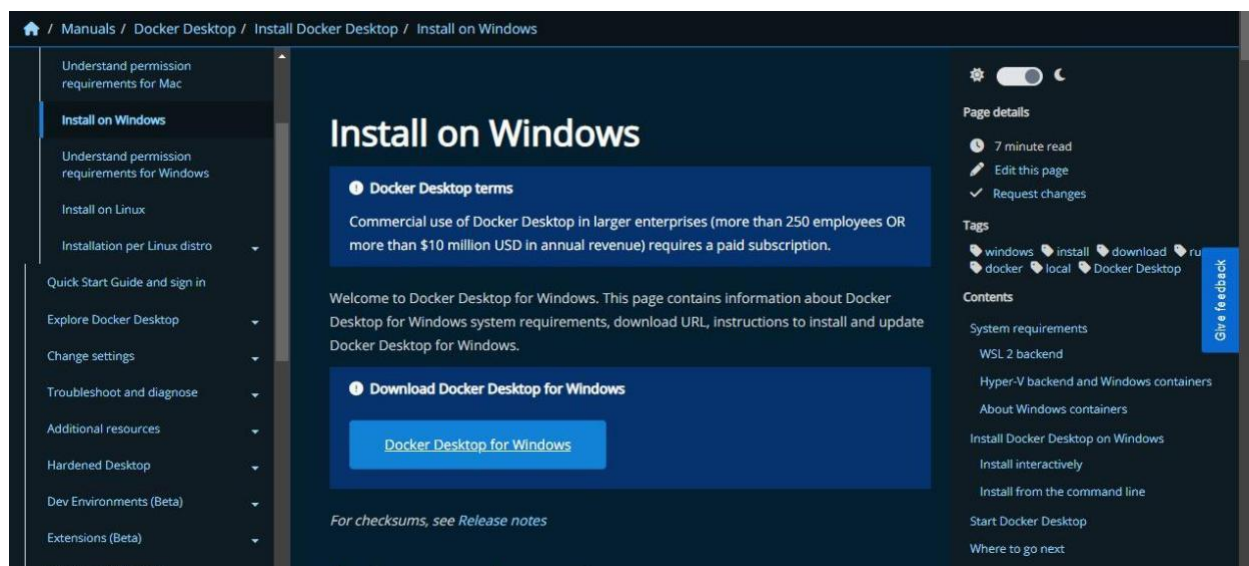 / Manuals / Docker Desktop / Install Docker Desktop / Install on Windows
Understand permission
requirements for Mac
Install on Windows
Understand permission
requirements for Windows
Install on Linux
Installation per Linux distro
Quick Start Guide and sign in
Explore Docker Desktop
Change settings
Troubleshoot and diagnose
Additional resources
Hardened Desktop
Dev Environments (Beta)
Extensions (Beta)
Install on Windows
Docker Desktop terms
Commercial use of Docker Desktop in larger enterprises (more than 250 employees OR
more than $10 million USD in annual revenue) requires a paid subscription.
Welcome to Docker Desktop for Windows. This page contains information about Docker
Desktop for Windows system requirements, download URL, instructions to install and update
Docker Desktop for Windows.
Download Docker Desktop for Windows
Docker Desktop for Windows
For checksums, see Release notes
Page details
7 minute read
Edit this page
Request changes
Tags
windows install download ru
docker local Docker Desktop
Contents
System requirements
WSL 2 backend
Hyper-V backend and Windows containers
About Windows containers
Install Docker Desktop on Windows
Install interactively
Install from the command line
Start Docker Desktop
Where to go next
Give feedback